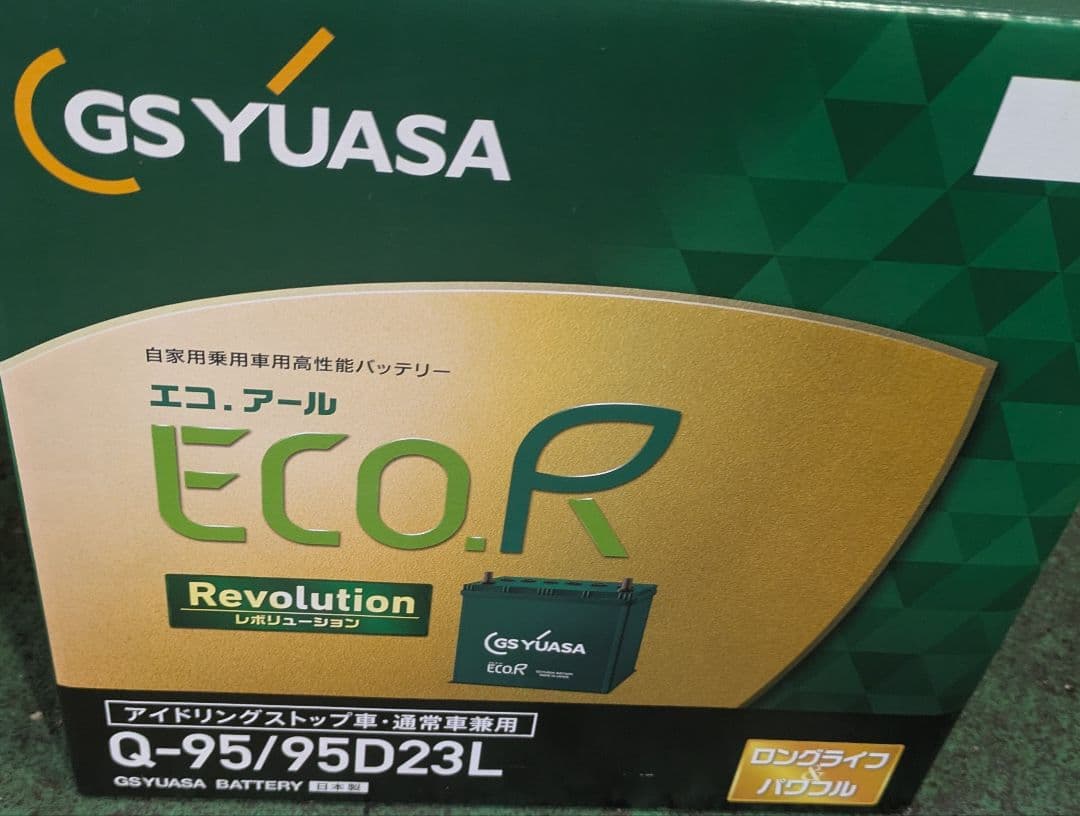 GS YUASA
自家用乗用車用高性能バッテリー
エコ.アール
ECO.R
Revolution
レボリューション
GS YUASA
ECO.R
アイドリングストップ車・通常車兼用
Q-95/95D23L
GSYUASA BATTERY 日本製
ロングライフ
&
パワフル